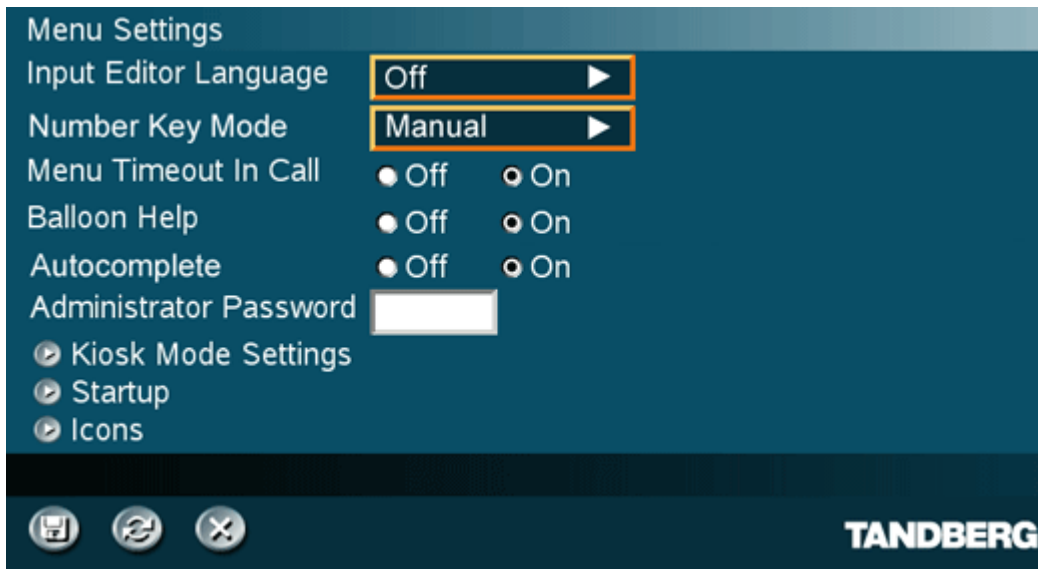 Menu Settings
Input Editor Language Off
Number Key Mode Manual
Menu Timeout In Call Off On
Balloon Help Off On
Autocomplete Off On
Administrator Password
Kiosk Mode Settings
Startup
Icons
TANDBERG